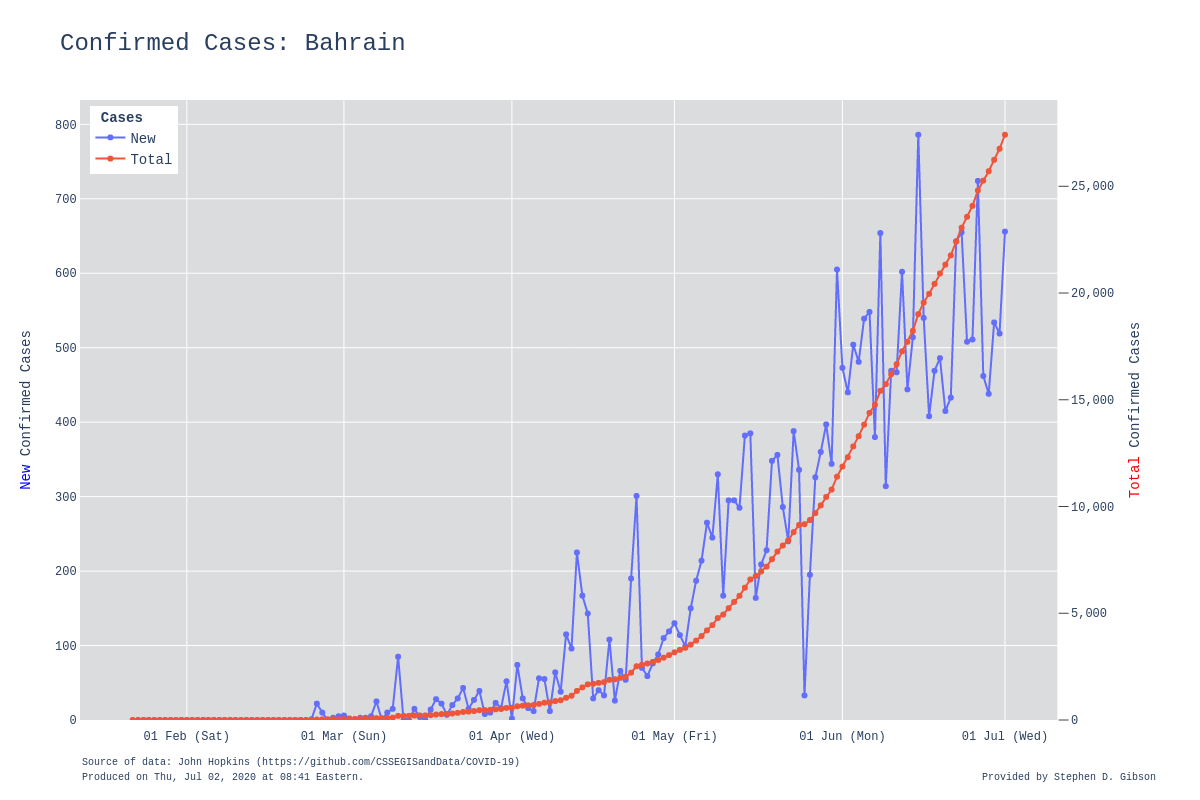 Confirmed Cases: Bahrain
Cases
New
Total
800
700
600
500
400
300
200
100
0
New Confirmed Cases
25,000
20,000
15,000
10,000
5,000
0
Total Confirmed Cases
01 Feb (Sat)
01 Mar (Sun)
01 Apr (Wed)
01 May (Fri)
01 Jun (Mon)
01 Jul (Wed)
Source of data: John Hopkins (https://github.com/CSSEGISandData/COVID-19)
Produced on Thu, Jul 02, 2020 at 08:41 Eastern.
Provided by Stephen D. Gibson